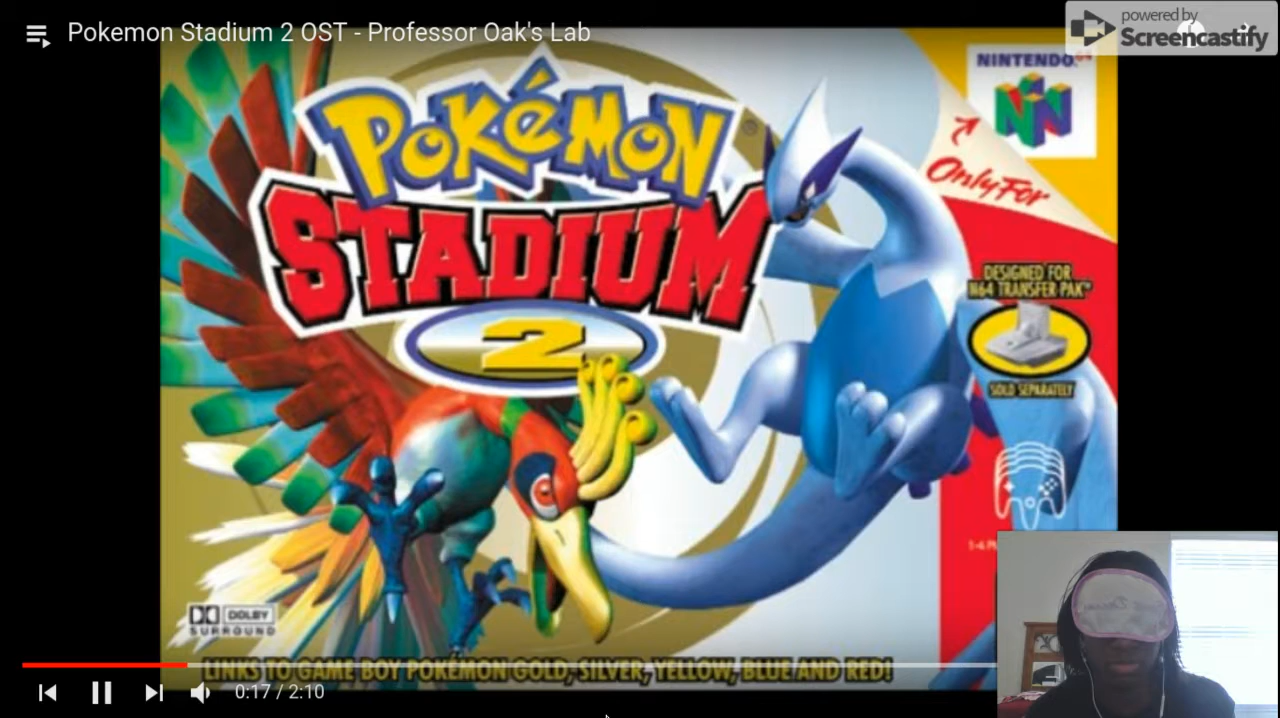 Pokemon Stadium 2 OST - Professor Oak's Lab
powered by
Screencastify
NINTENDO 64
POKéMON
STADIUM
2
Only For
DESIGNED FOR
N64 TRANSFER PAK™
SOLD SEPARATELY
DOLBY
SURROUND
LINKS TO GAME BOY POKÉMON GOLD, SILVER, YELLOW, BLUE AND RED!
0:17 / 2:10